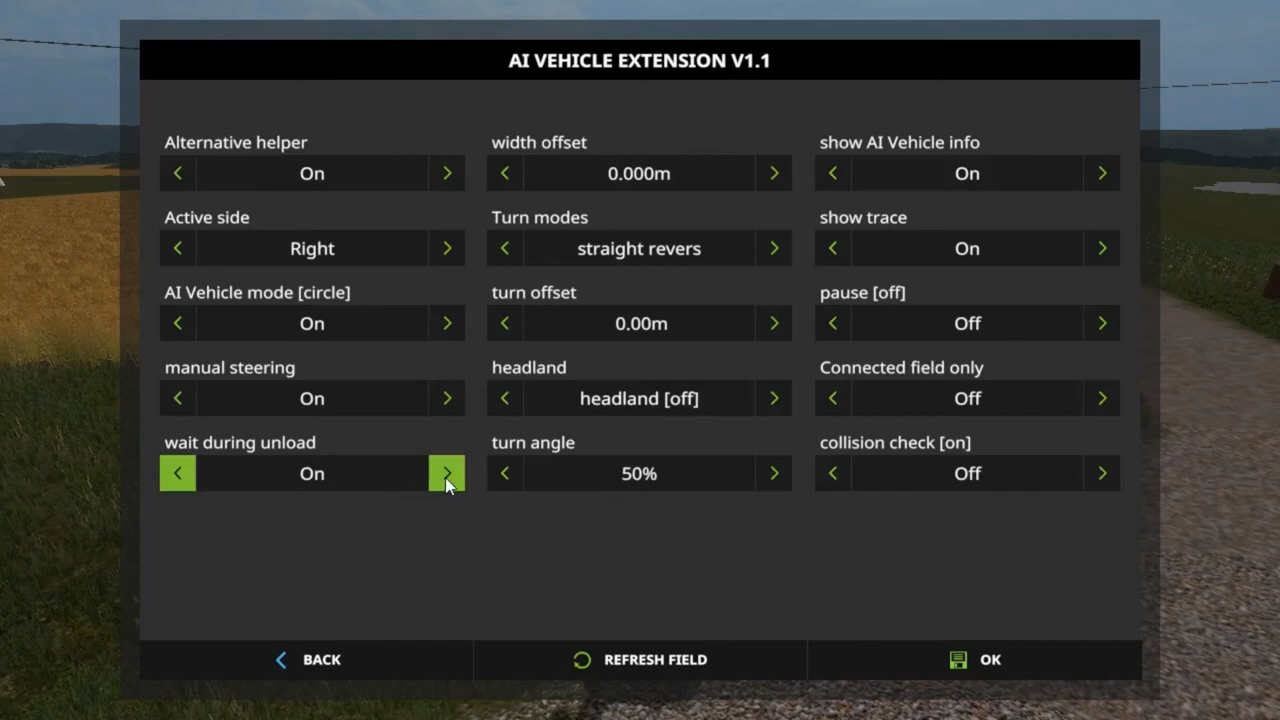 AI VEHICLE EXTENSION V1.1
Alternative helper
On
Active side
Right
AI Vehicle mode [circle]
On
manual steering
On
wait during unload
On
width offset
0.000m
Turn modes
straight revers
turn offset
0.00m
headland
headland [off]
turn angle
50%
show AI Vehicle info
On
show trace
On
pause [off]
Off
Connected field only
Off
collision check [on]
Off
BACK
REFRESH FIELD
OK